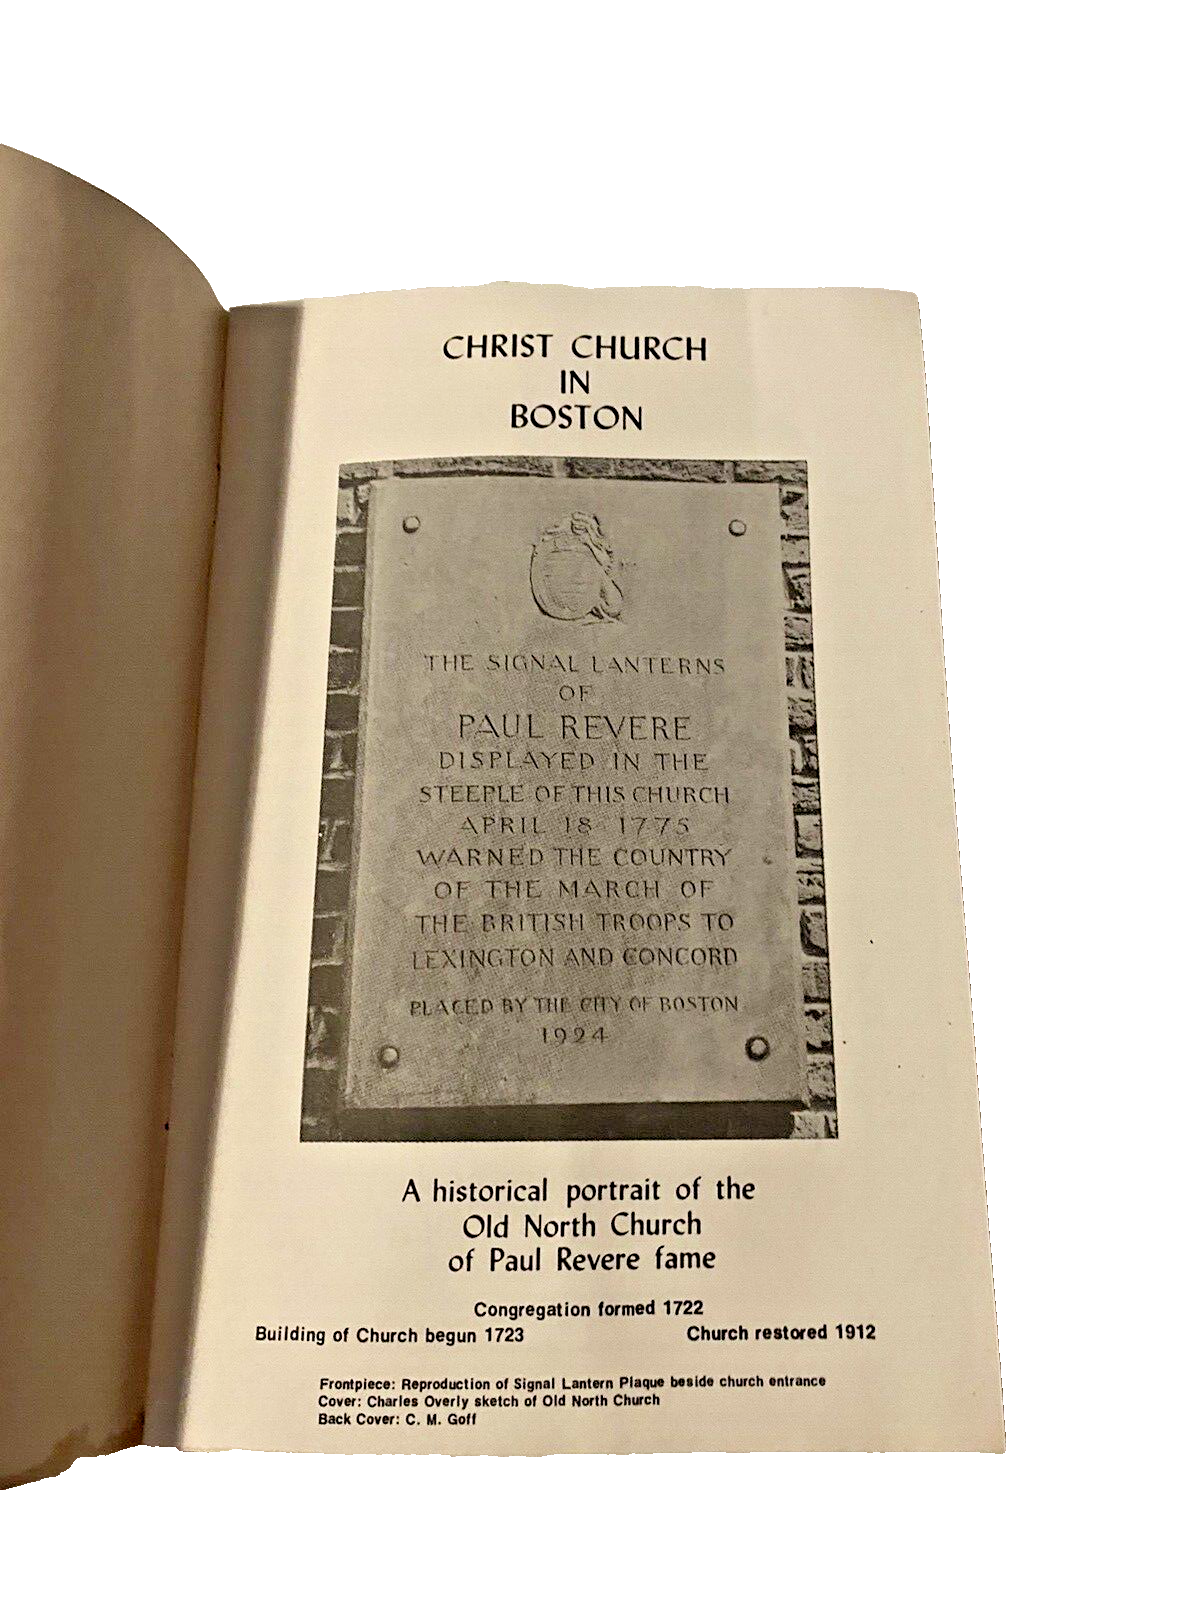 CHRIST CHURCH
IN
BOSTON
THE SIGNAL LANTERNS
OF
PAUL REVERE
DISPLAYED IN THE
STEEPLE OF THIS CHURCH
APRIL 18 1775
WARNED THE COUNTRY
OF THE MARCH OF
THE BRITISH TROOPS TO
LEXINGTON AND CONCORD
PLACED BY THE CITY OF BOSTON
1924
A historical portrait of the
Old North Church
of Paul Revere fame
Congregation formed 1722
Building of Church begun 1723 Church restored 1912
Frontpiece: Reproduction of Signal Lantern Plaque beside church entrance
Cover: Charles Overly sketch of Old North Church
Back Cover: C. M. Goff